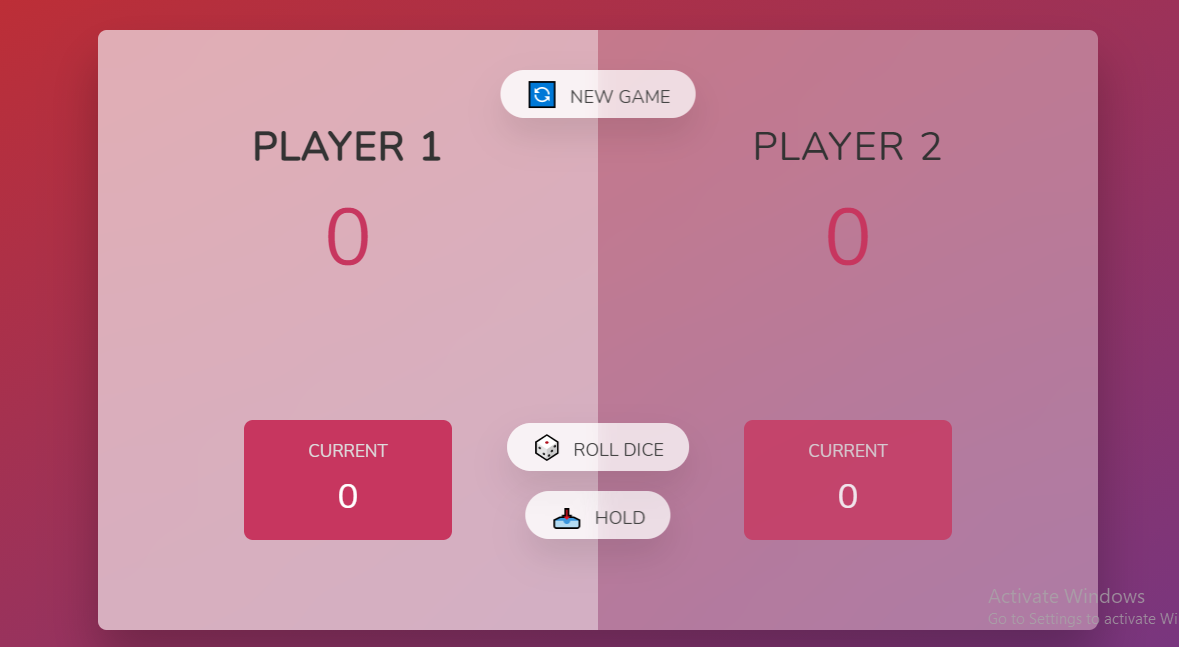 NEW GAME
PLAYER 1
0
CURRENT
0
PLAYER 2
0
CURRENT
0
ROLL DICE
HOLD
Activate Windows
Go to Settings to activate Wi